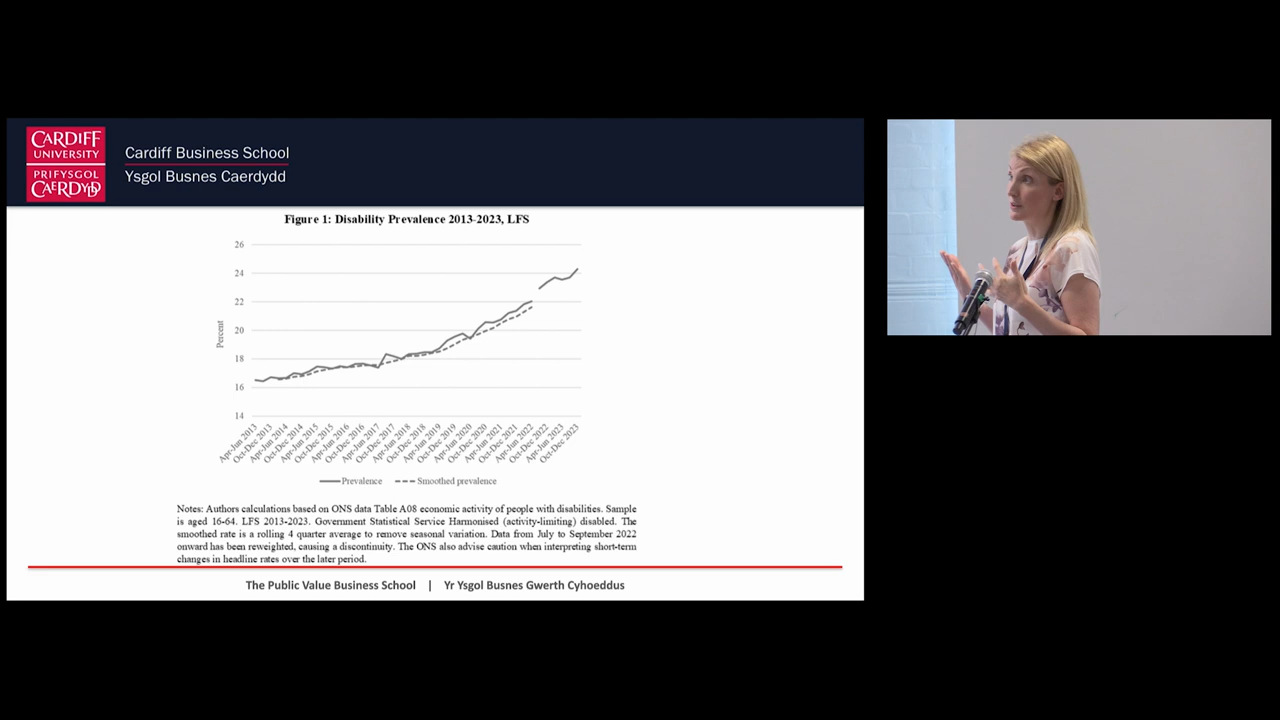 CARDIFF
UNIVERSITY
PRIFYSGOL
CAERDYDD
Cardiff Business School
Ysgol Busnes Caerdydd
Figure 1: Disability Prevalence 2013-2023, LFS
26
24
22
20
18
16
14
Percent
Apr-Jun 2013
Oct-Dec 2013
Apr-Jun 2014
Oct-Dec 2014
Apr-Jun 2015
Oct-Dec 2015
Apr-Jun 2016
Oct-Dec 2016
Apr-Jun 2017
Oct-Dec 2017
Apr-Jun 2018
Oct-Dec 2018
Apr-Jun 2019
Oct-Dec 2019
Apr-Jun 2020
Oct-Dec 2020
Apr-Jun 2021
Oct-Dec 2021
Apr-Jun 2022
Oct-Dec 2022
Apr-Jun 2023
Oct-Dec 2023
Prevalence Smoothed prevalence
Notes: Authors calculations based on ONS data Table A08 economic activity of people with disabilities. Sample
is aged 16-64. LFS 2013-2023. Government Statistical Service Harmonised (activity-limiting) disabled. The
smoothed rate is a rolling 4 quarter average to remove seasonal variation. Data from July to September 2022
onward has been reweighted, causing a discontinuity. The ONS also advise caution when interpreting short-term
changes in headline rates over the later period.
The Public Value Business School | Yr Ysgol Busnes Gwerth Cyhoeddus